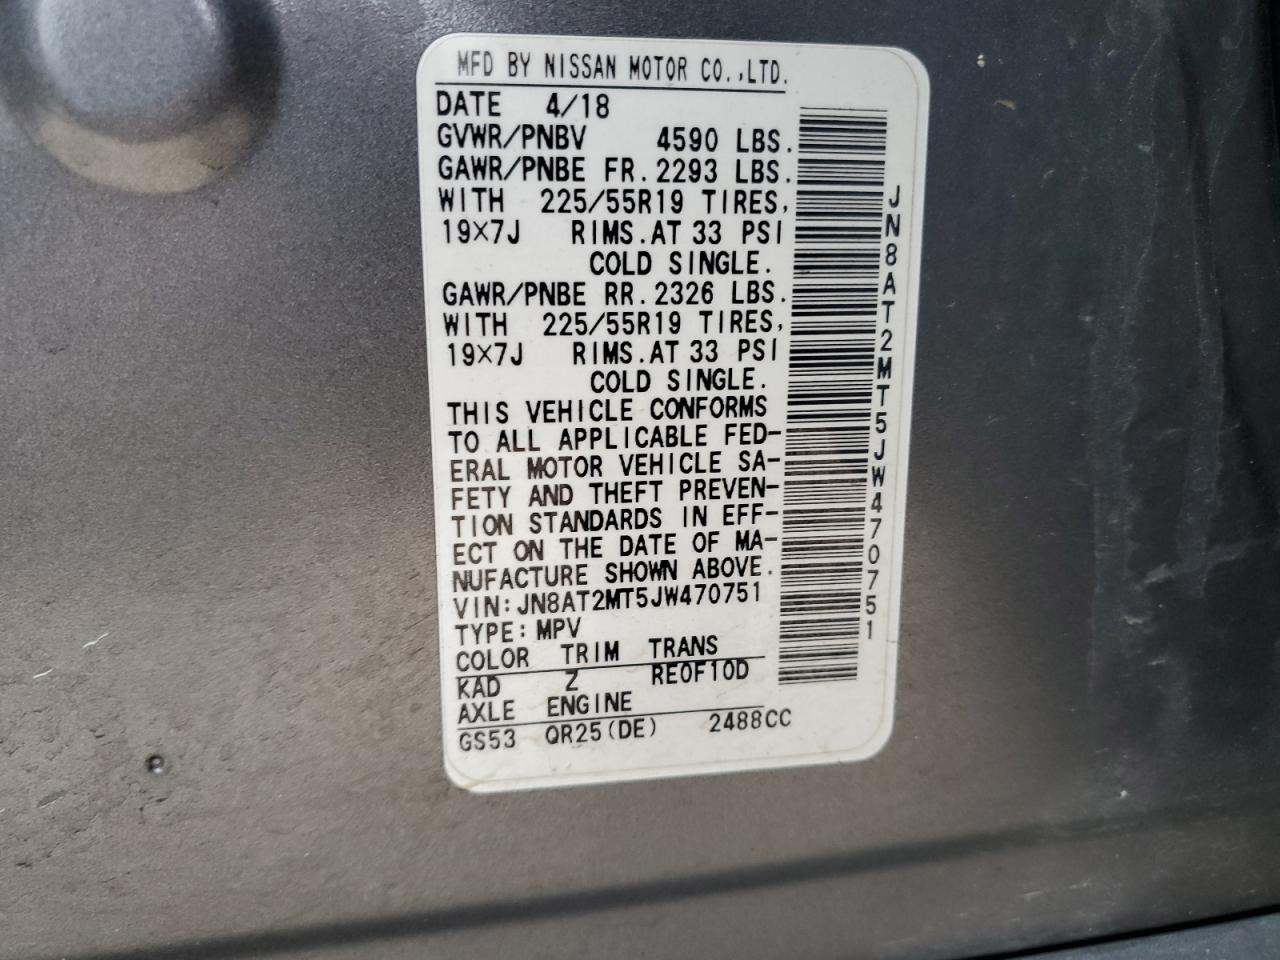 MFD BY NISSAN MOTOR CO.,LTD.
DATE 4/18
GVWR/PNBV 4590 LBS.
GAWR/PNBE FR. 2293 LBS.
WITH 225/55R19 TIRES,
19×7J RIMS. AT 33 PSI
COLD SINGLE.
GAWR/PNBE RR. 2326 LBS.
WITH 225/55R19 TIRES,
19×7J RIMS. AT 33 PSI
COLD SINGLE.
THIS VEHICLE CONFORMS
TO ALL APPLICABLE FED-
ERAL MOTOR VEHICLE SA-
FETY AND THEFT PREVEN-
TION STANDARDS IN EFF-
ECT ON THE DATE OF MA-
NUFACTURE SHOWN ABOVE.
VIN: JN8AT2MT5JW470751
TYPE: MPV
COLOR TRIM TRANS
KAD Z RE0F10D
AXLE ENGINE
GS53 QR25(DE) 2488CC
JN8AT2MT5JW470751